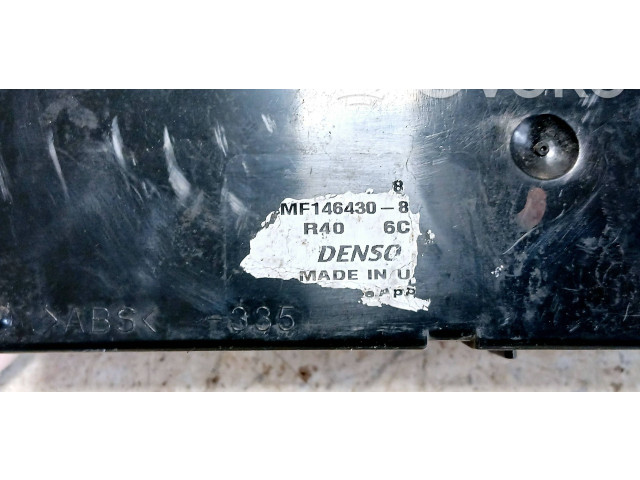 8
MF146430-8
R40 6C
DENSO
MADE IN U
>ABS< -335